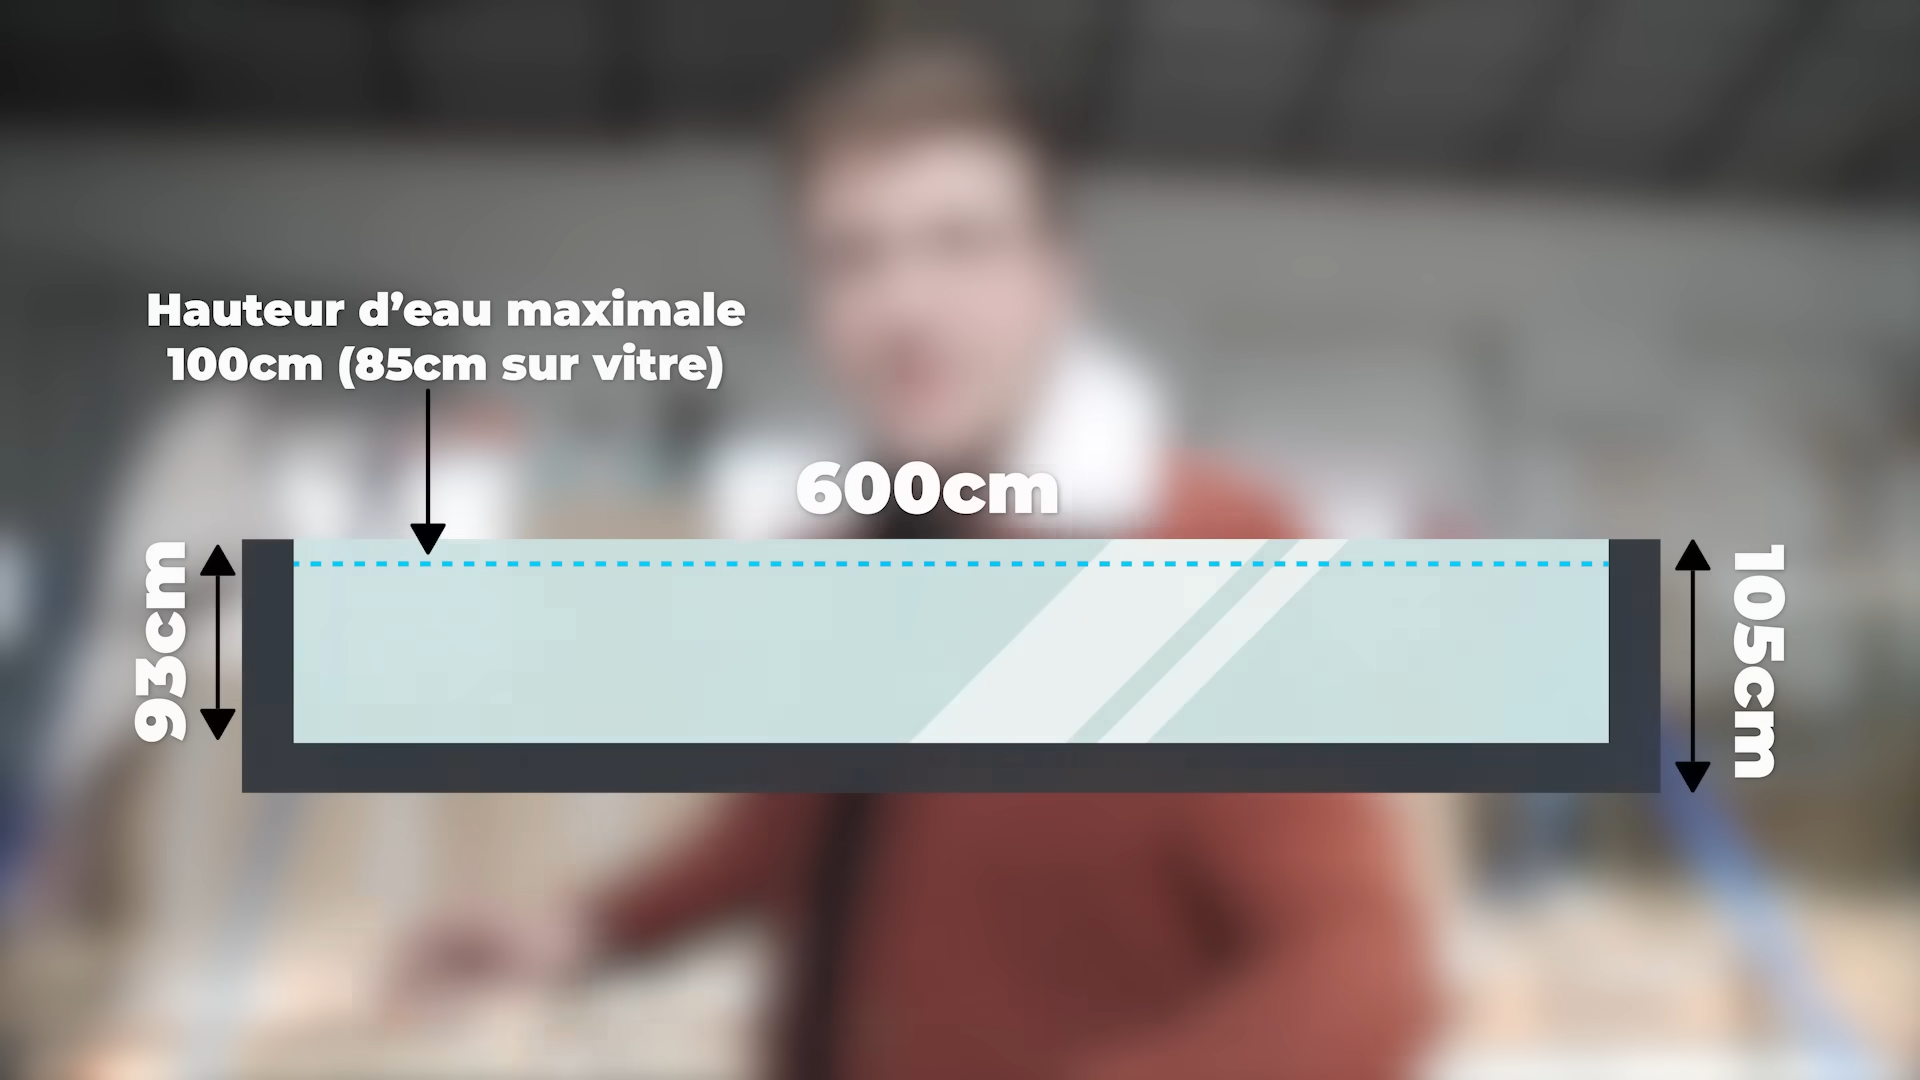 Hauteur d’eau maximale
100cm (85cm sur vitre)
600cm
93cm
105cm